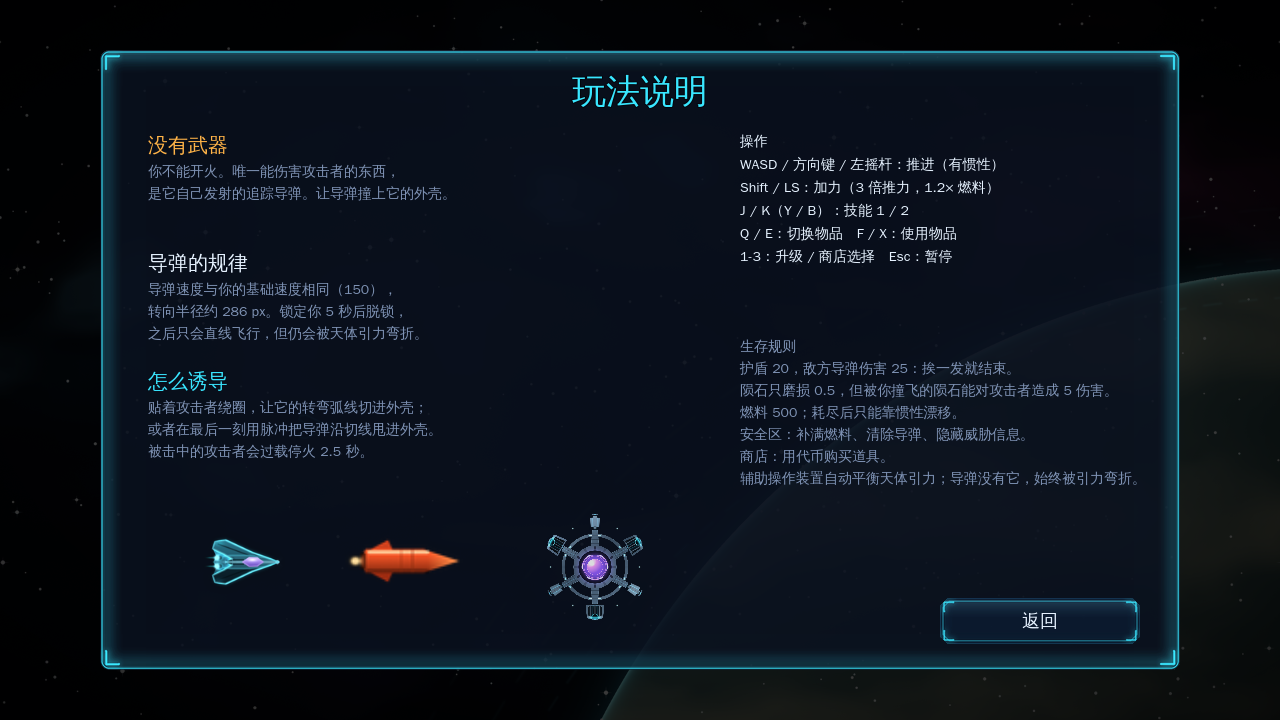 玩法说明
没有武器
你不能开火。唯一能伤害攻击者的东西，
是它自己发射的追踪导弹。让导弹撞上它的外壳。
导弹的规律
导弹速度与你的基础速度相同（150），
转向半径约 286 px。锁定你 5 秒后脱锁，
之后只会直线飞行，但仍会被天体引力弯折。
怎么诱导
贴着攻击者绕圈，让它的转弯弧线切进外壳；
或者在最后一刻用脉冲把导弹沿切线甩进外壳。
被击中的攻击者会过载停火 2.5 秒。
操作
WASD / 方向键 / 左摇杆：推进（有惯性）
Shift / LS：加力（3 倍推力，1.2× 燃料）
J / K（Y / B）：技能 1 / 2
Q / E：切换物品　F / X：使用物品
1-3：升级 / 商店选择　Esc：暂停
生存规则
护盾 20，敌方导弹伤害 25：挨一发就结束。
陨石只磨损 0.5，但被你撞飞的陨石能对攻击者造成 5 伤害。
燃料 500；耗尽后只能靠惯性漂移。
安全区：补满燃料、清除导弹、隐藏威胁信息。
商店：用代币购买道具。
辅助操作装置自动平衡天体引力；导弹没有它，始终被引力弯折。
返回